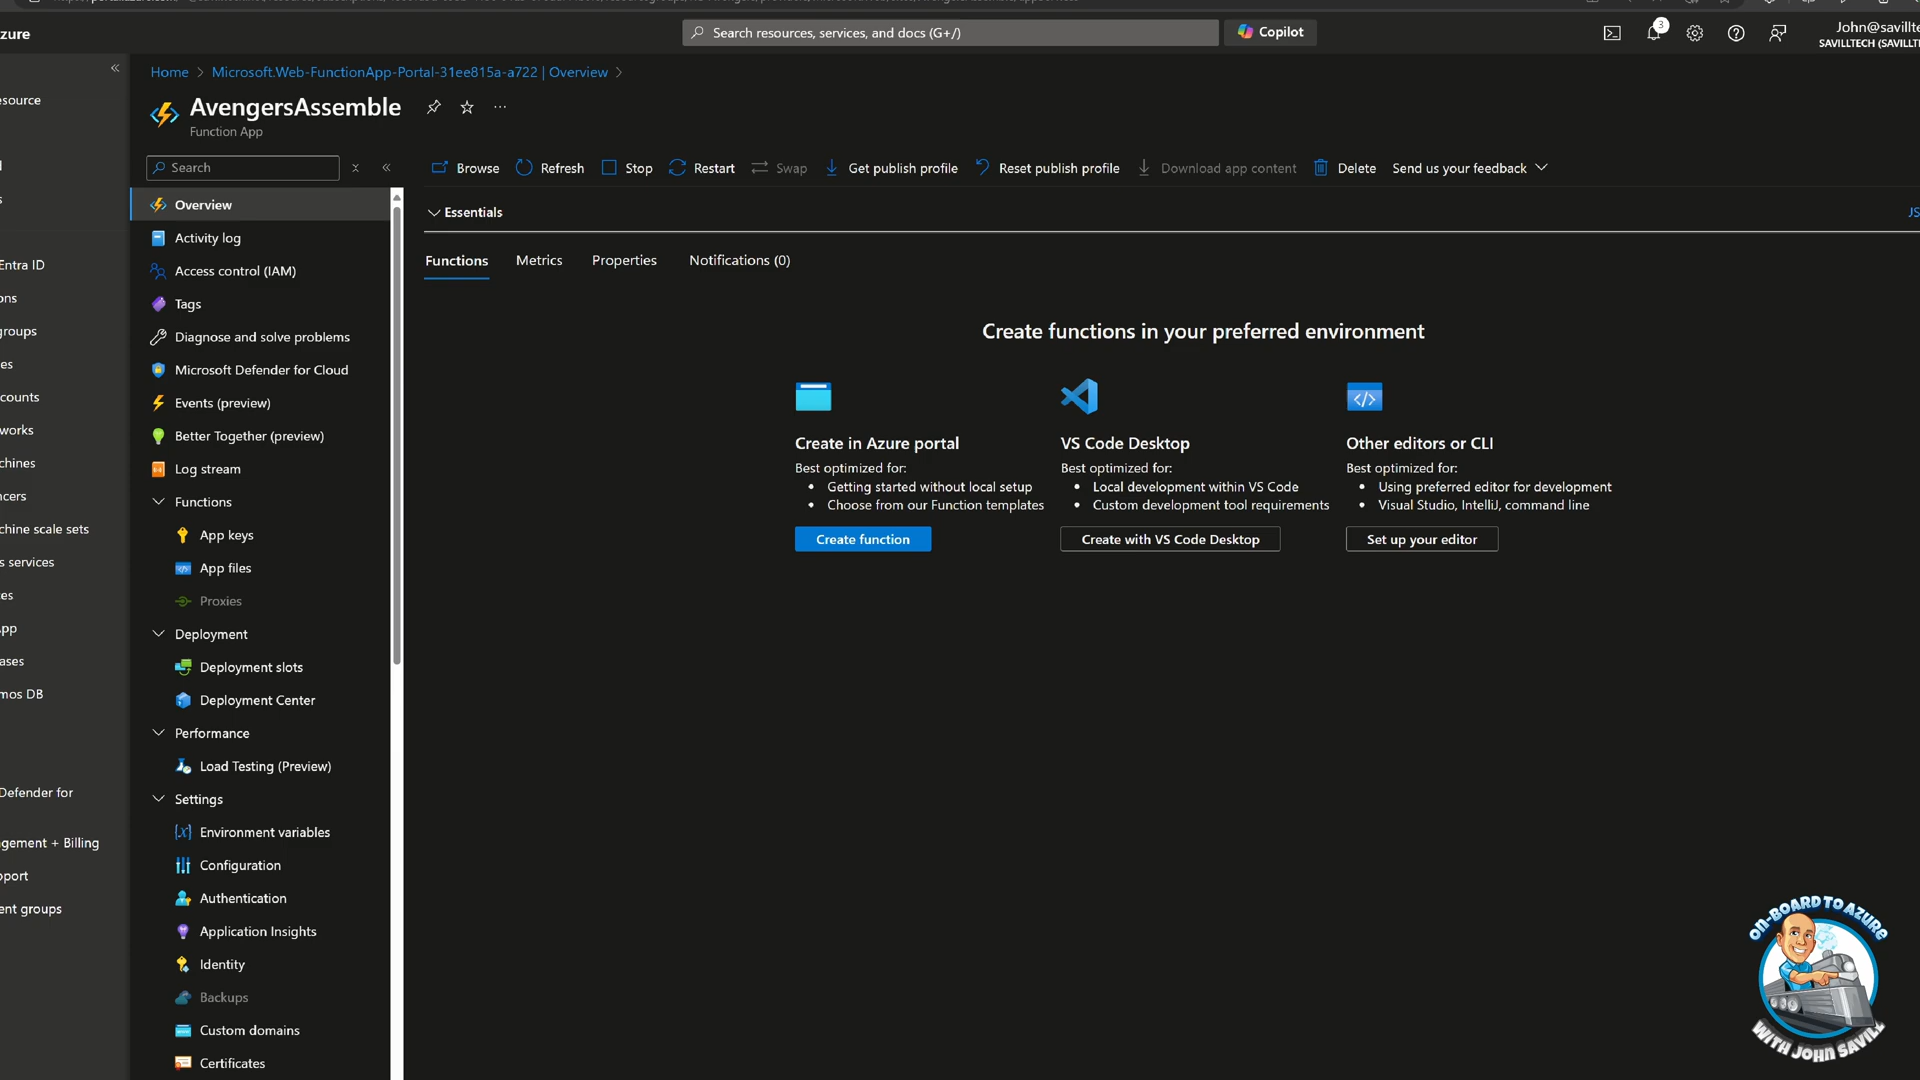 zure
Search resources, services, and docs (G+/)
Copilot
3
John@savillte
SAVILLTECH (SAVILLT
Home > Microsoft.Web-FunctionApp-Portal-31ee815a-a722 | Overview >
AvengersAssemble
Function App
esource
Entra ID
ons
groups
es
counts
works
chines
ncers
chine scale sets
s services
ces
App
ases
mos DB
Defender for
gement + Billing
pport
ent groups
Search
Overview
Activity log
Access control (IAM)
Tags
Diagnose and solve problems
Microsoft Defender for Cloud
Events (preview)
Better Together (preview)
Log stream
Functions
App keys
App files
Proxies
Deployment
Deployment slots
Deployment Center
Performance
Load Testing (Preview)
Settings
Environment variables
Configuration
Authentication
Application Insights
Identity
Backups
Custom domains
Certificates
Browse Refresh Stop Restart Swap Get publish profile Reset publish profile Download app content Delete Send us your feedback
Essentials
JS
Functions Metrics Properties Notifications (0)
Create functions in your preferred environment
Create in Azure portal
Best optimized for:
• Getting started without local setup
• Choose from our Function templates
Create function
VS Code Desktop
Best optimized for:
• Local development within VS Code
• Custom development tool requirements
Create with VS Code Desktop
Other editors or CLI
Best optimized for:
• Using preferred editor for development
• Visual Studio, IntelliJ, command line
Set up your editor
ON-BOARD TO AZURE
WITH JOHN SAVILL